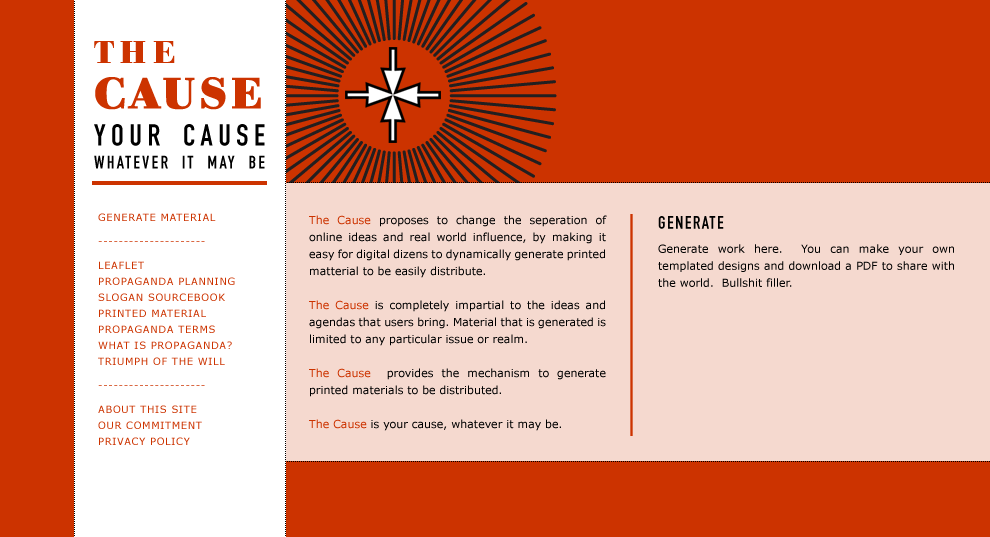 THE
CAUSE
YOUR CAUSE
WHATEVER IT MAY BE
GENERATE MATERIAL
---------------------
LEAFLET
PROPAGANDA PLANNING
SLOGAN SOURCEBOOK
PRINTED MATERIAL
PROPAGANDA TERMS
WHAT IS PROPAGANDA?
TRIUMPH OF THE WILL
---------------------
ABOUT THIS SITE
OUR COMMITMENT
PRIVACY POLICY
The Cause proposes to change the seperation of
online ideas and real world influence, by making it
easy for digital dizens to dynamically generate printed
matterial to be easily distribute.
The Cause is completely impartial to the ideas and
agendas that users bring. Material that is generated is
limited to any particular issue or realm.
The Cause provides the mechanism to generate
printed materials to be distributed.
The Cause is your cause, whatever it may be.
GENERATE
Generate work here. You can make your own
templated designs and download a PDF to share with
the world. Bullshit filler.